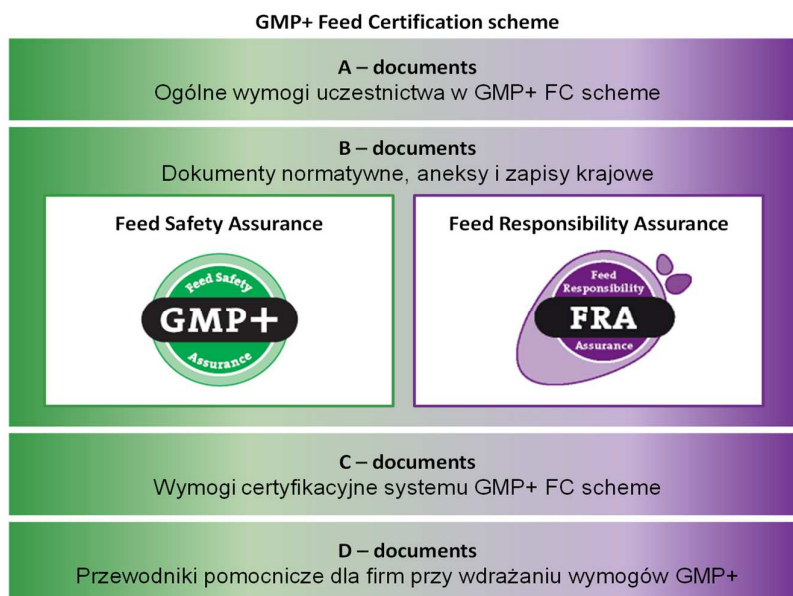 GMP+ Feed Certification scheme
A – documents
Ogólne wymogi uczestnictwa w GMP+ FC scheme
B – documents
Dokumenty normatywne, aneksy i zapisy krajowe
Feed Safety Assurance
Feed Safety
GMP+
Assurance
Feed Responsibility Assurance
Feed
Responsibility
FRA
Assurance
C – documents
Wymogi certyfikacyjne systemu GMP+ FC scheme
D – documents
Przewodniki pomocnicze dla firm przy wdrażaniu wymogów GMP+